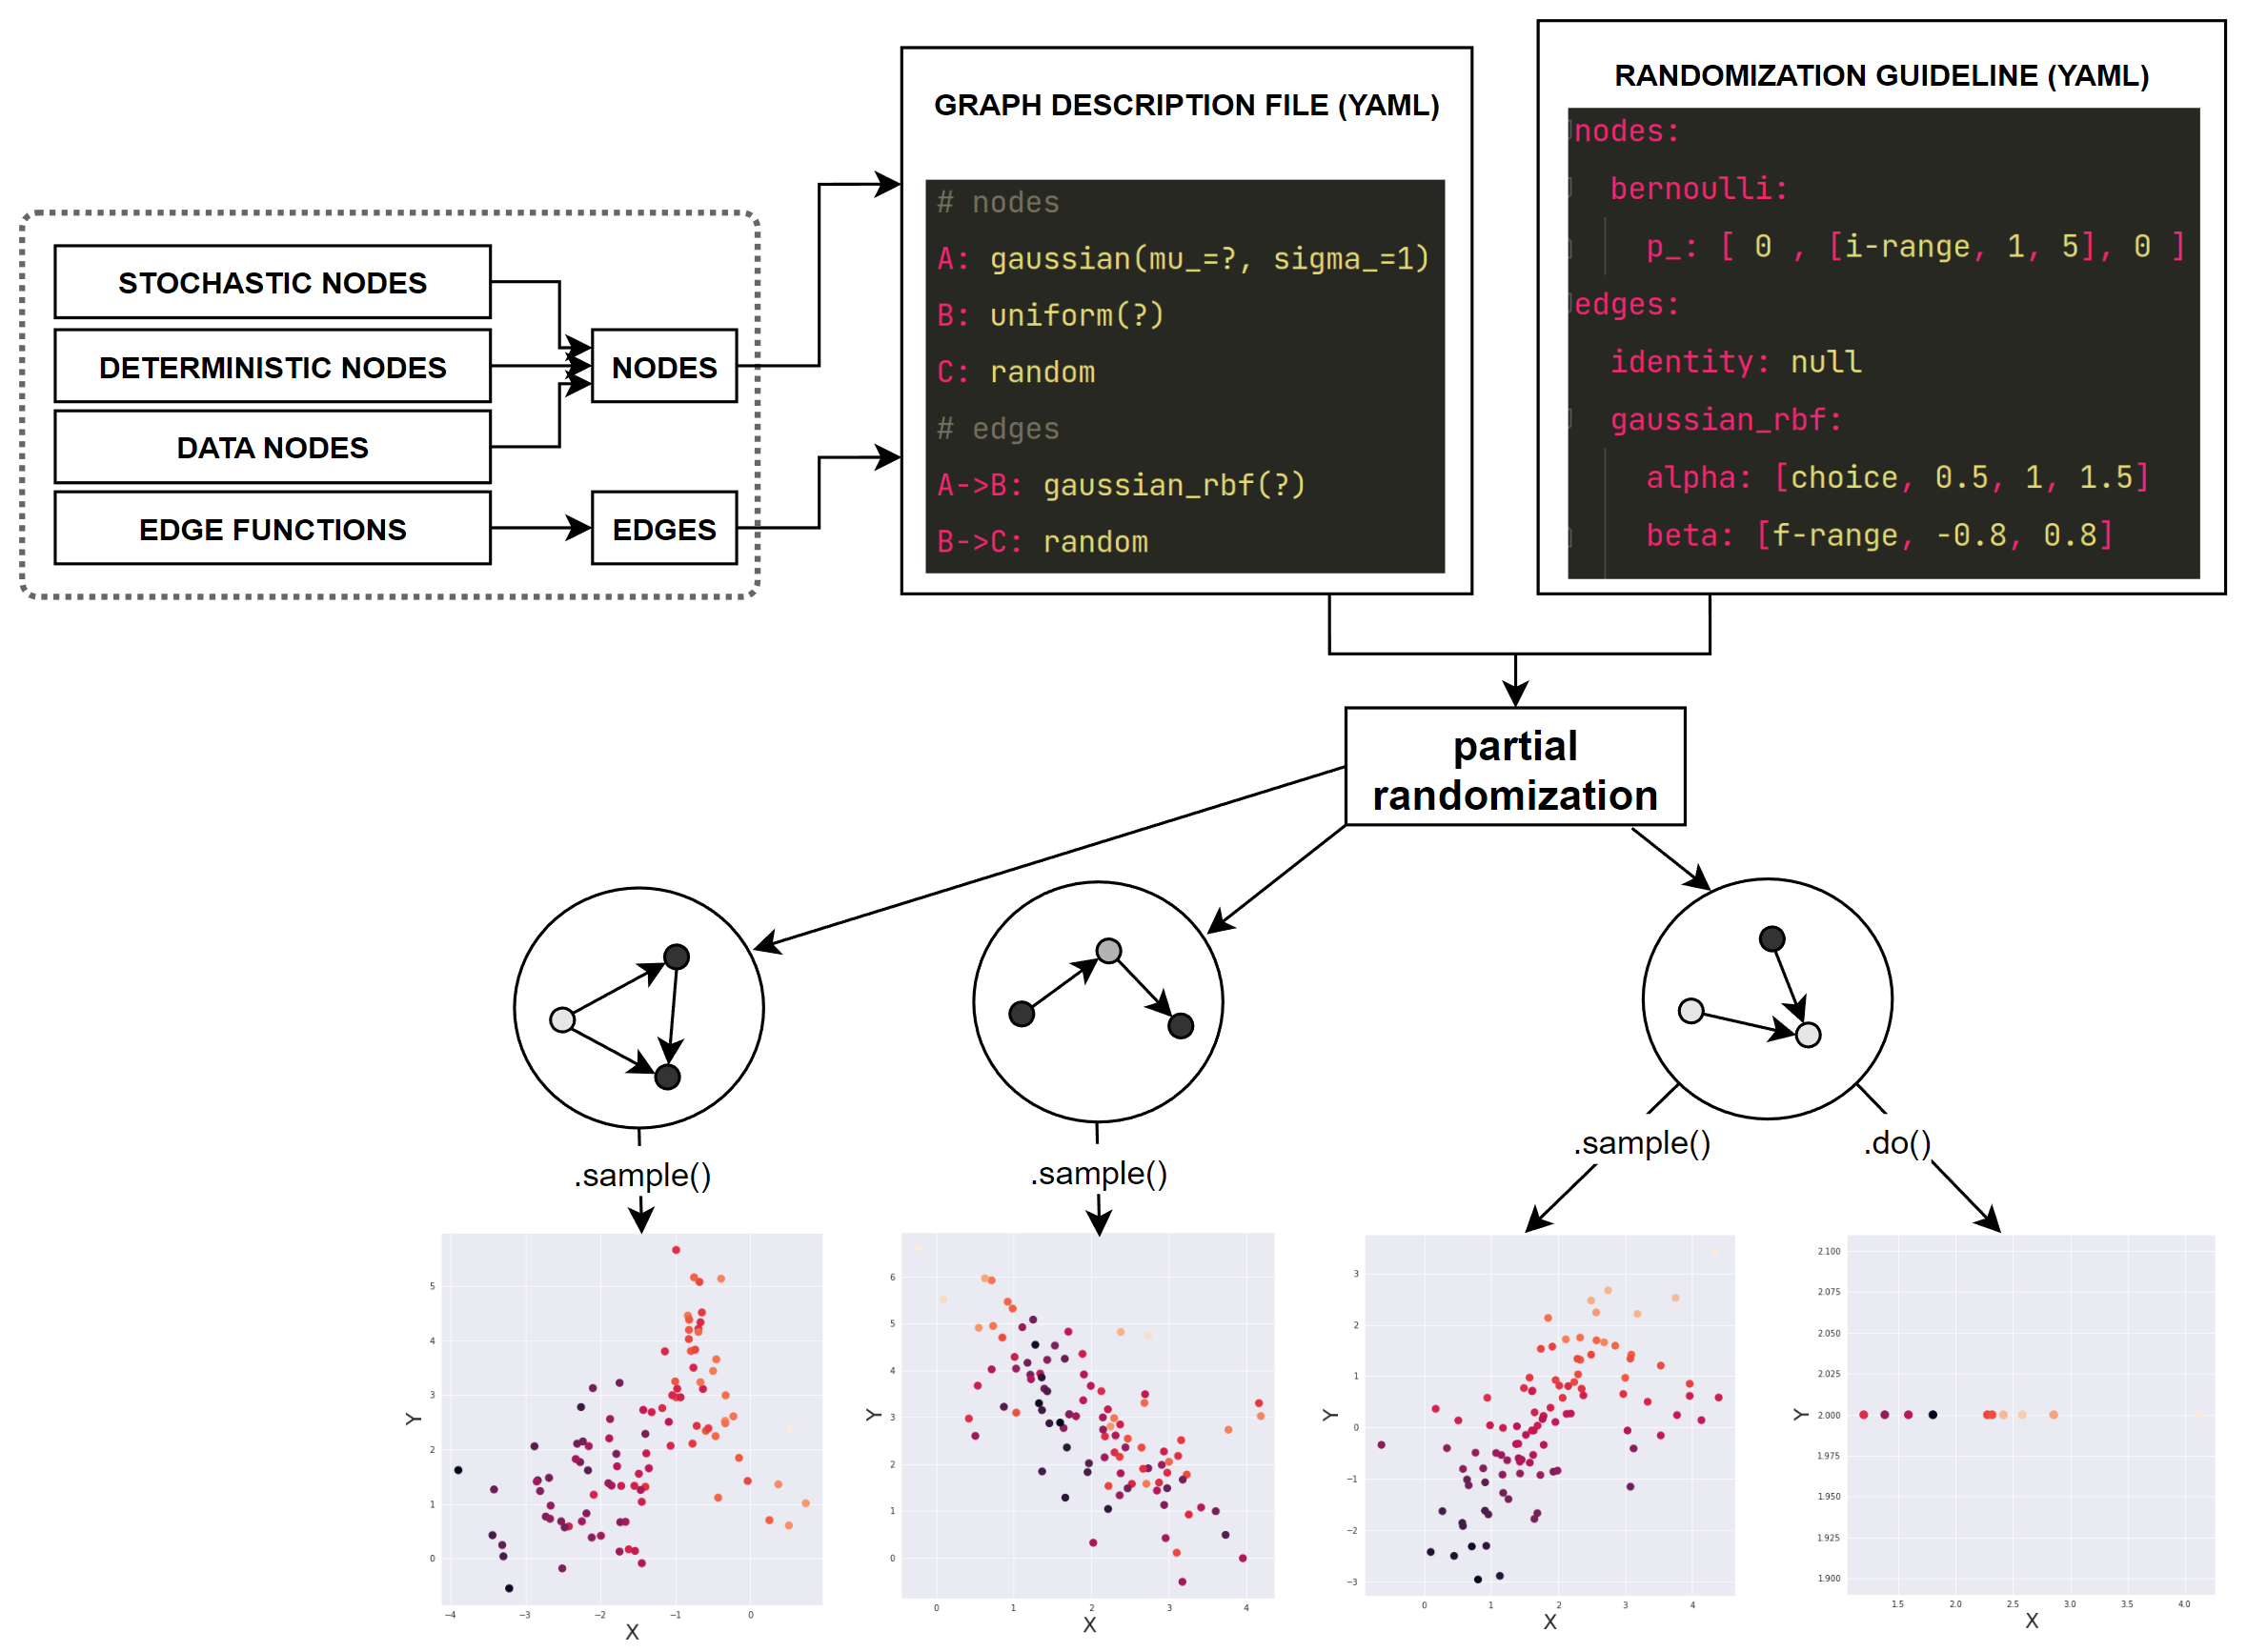 STOCHASTIC NODES
DETERMINISTIC NODES
DATA NODES
EDGE FUNCTIONS
NODES
EDGES
GRAPH DESCRIPTION FILE (YAML)
# nodes
A: gaussian(mu_=?, sigma_=1)
B: uniform(?)
C: random
# edges
A->B: gaussian_rbf(?)
B->C: random
RANDOMIZATION GUIDELINE (YAML)
nodes:
bernoulli:
p_: [ 0 , [i-range, 1, 5], 0 ]
edges:
identity: null
gaussian_rbf:
alpha: [choice, 0.5, 1, 1.5]
beta: [f-range, -0.8, 0.8]
partial
randomization
.sample()
.sample()
.sample()
.do()
5
4
3
2
1
0
Y
−4 −3 −2 −1 0
X
6
5
4
3
2
1
0
Y
0 1 2 3 4
X
3
2
1
0
−1
−2
−3
Y
0 1 2 3 4
X
2.100
2.075
2.050
2.025
2.000
1.975
1.950
1.925
1.900
Y
1.5 2.0 2.5 3.0 3.5 4.0
X